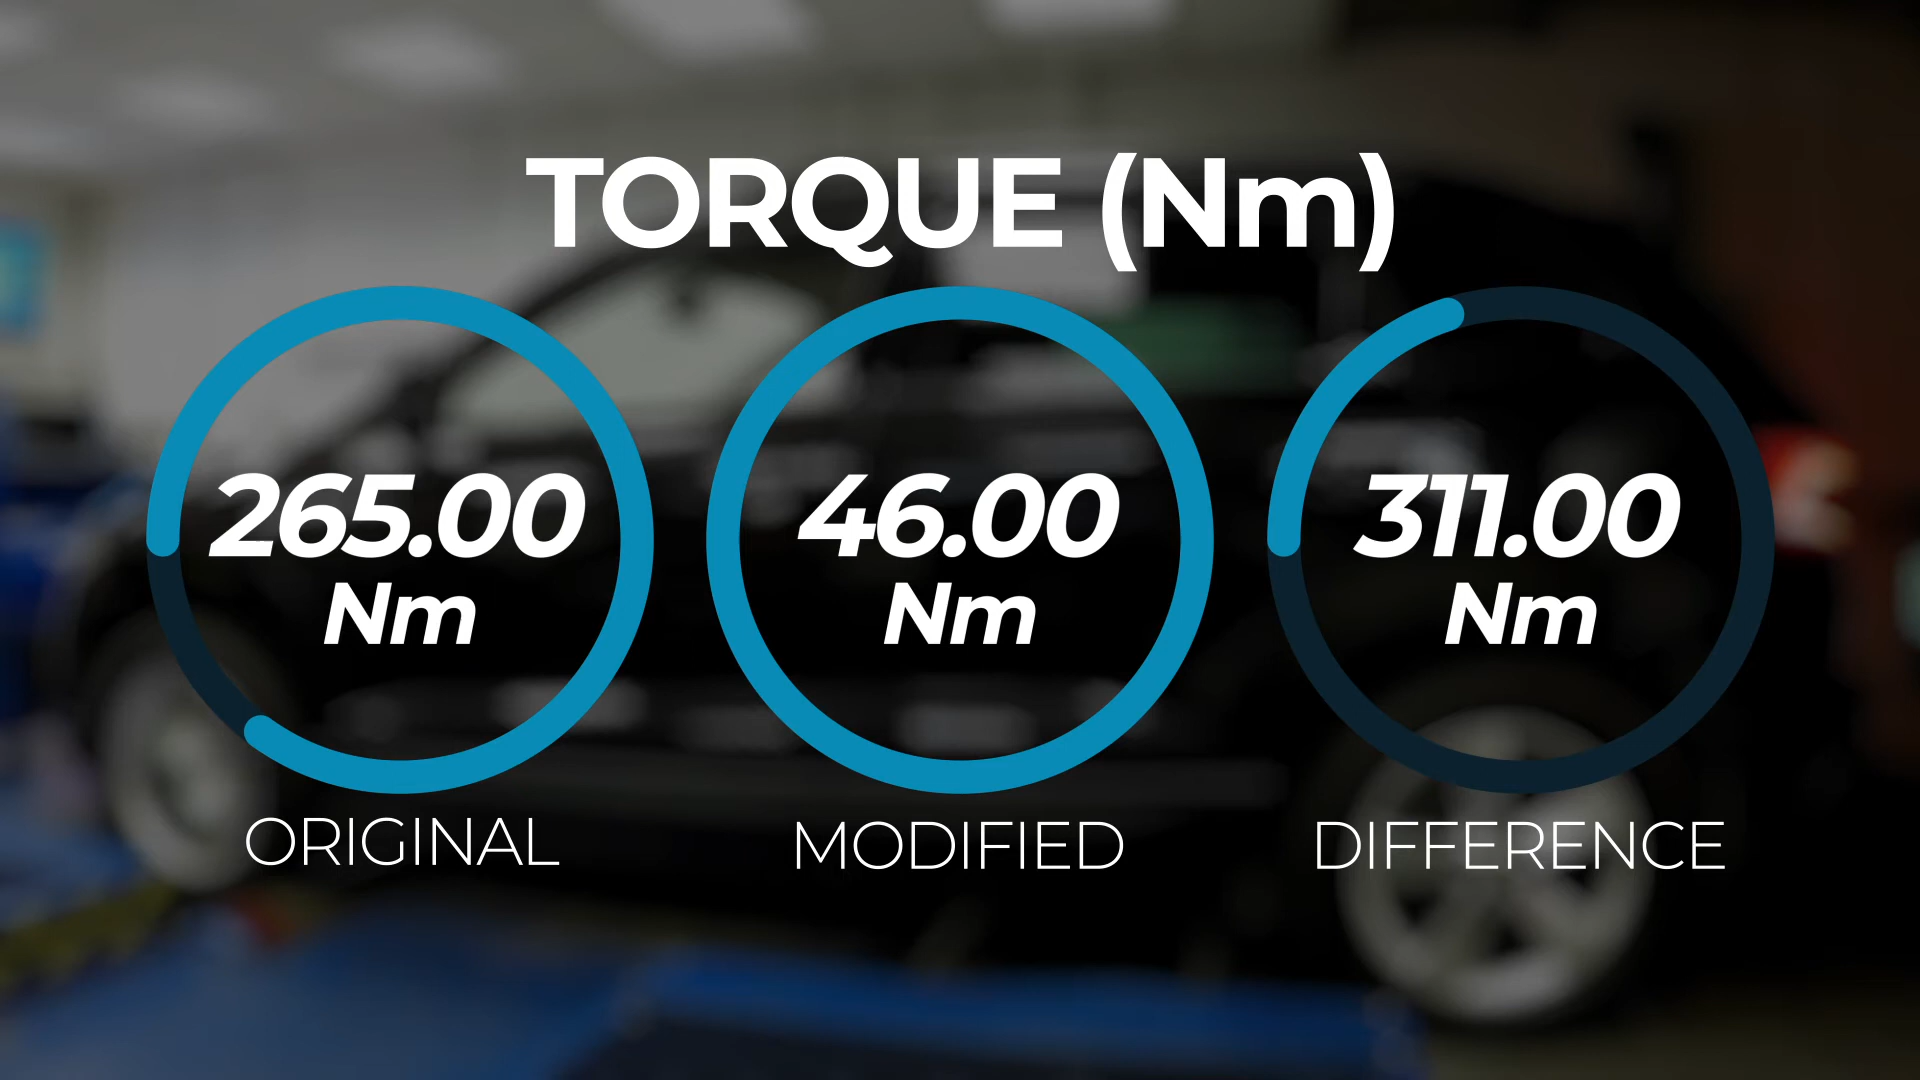 TORQUE (Nm)
265.00
Nm
ORIGINAL
46.00
Nm
MODIFIED
311.00
Nm
DIFFERENCE